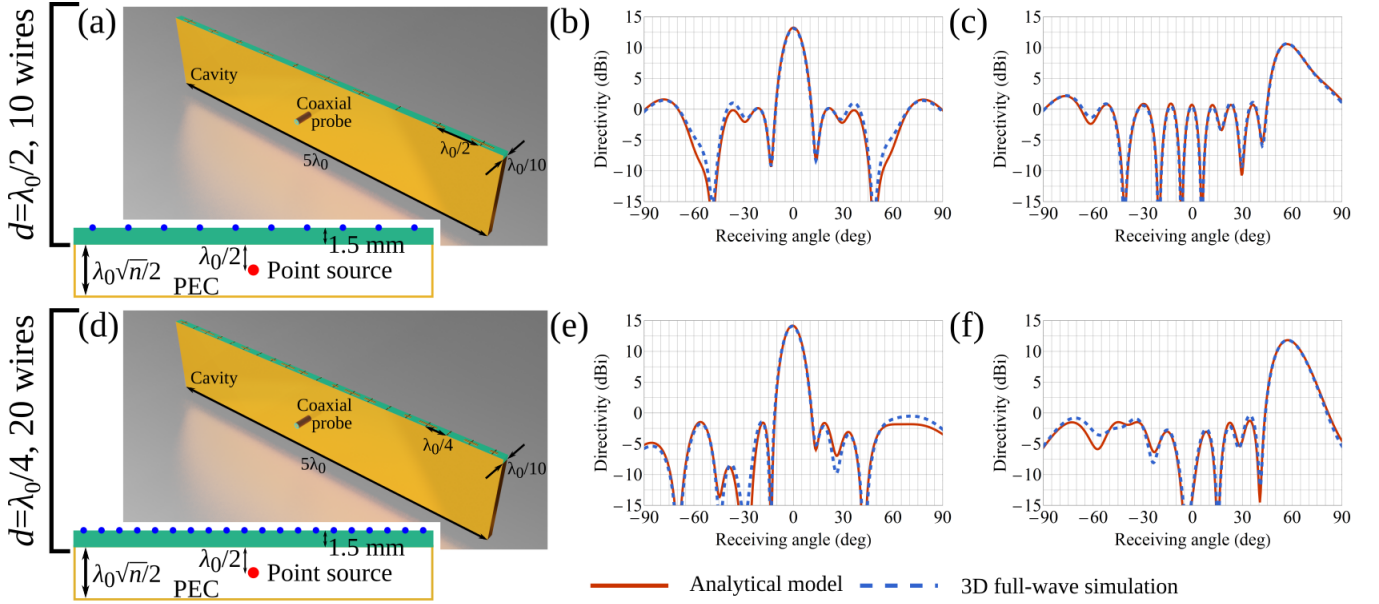 d=λ0/2, 10 wires
(a)
Cavity
Coaxial
probe
λ0/2
5λ0
λ0/10
1.5 mm
λ0/2
λ0√n/2
Point source
PEC
(b)
Directivity (dBi)
15
10
5
0
−5
−10
−15
−90 −60 −30 0 30 60 90
Receiving angle (deg)
(c)
Directivity (dBi)
15
10
5
0
−5
−10
−15
−90 −60 −30 0 30 60 90
Receiving angle (deg)
d=λ0/4, 20 wires
(d)
Cavity
Coaxial
probe
λ0/4
5λ0
λ0/10
1.5 mm
λ0/2
λ0√n/2
Point source
PEC
(e)
Directivity (dBi)
15
10
5
0
−5
−10
−15
−90 −60 −30 0 30 60 90
Receiving angle (deg)
(f)
Directivity (dBi)
15
10
5
0
−5
−10
−15
−90 −60 −30 0 30 60 90
Receiving angle (deg)
Analytical model 3D full-wave simulation